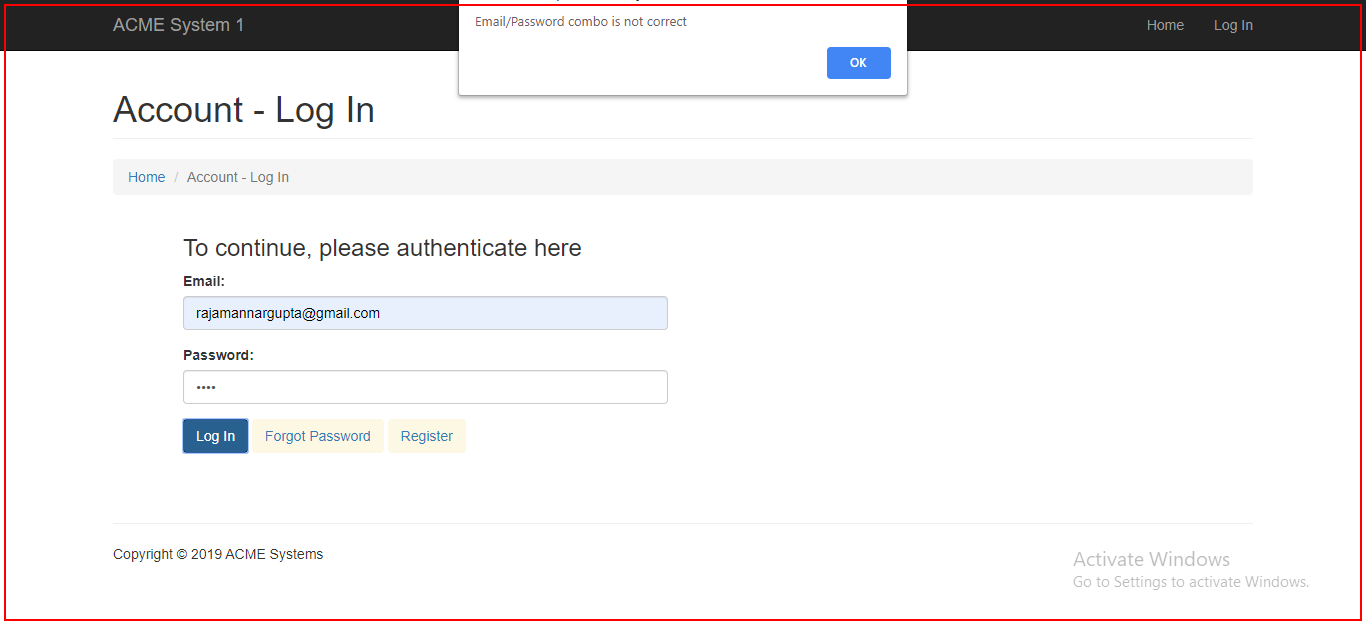 ACME System 1
Email/Password combo is not correct
Home
Log In
OK
Account - Log In
Home / Account - Log In
To continue, please authenticate here
Email:
rajamannargupta@gmail.com
Password:
••••
Log In
Forgot Password
Register
Copyright © 2019 ACME Systems
Activate Windows
Go to Settings to activate Windows.